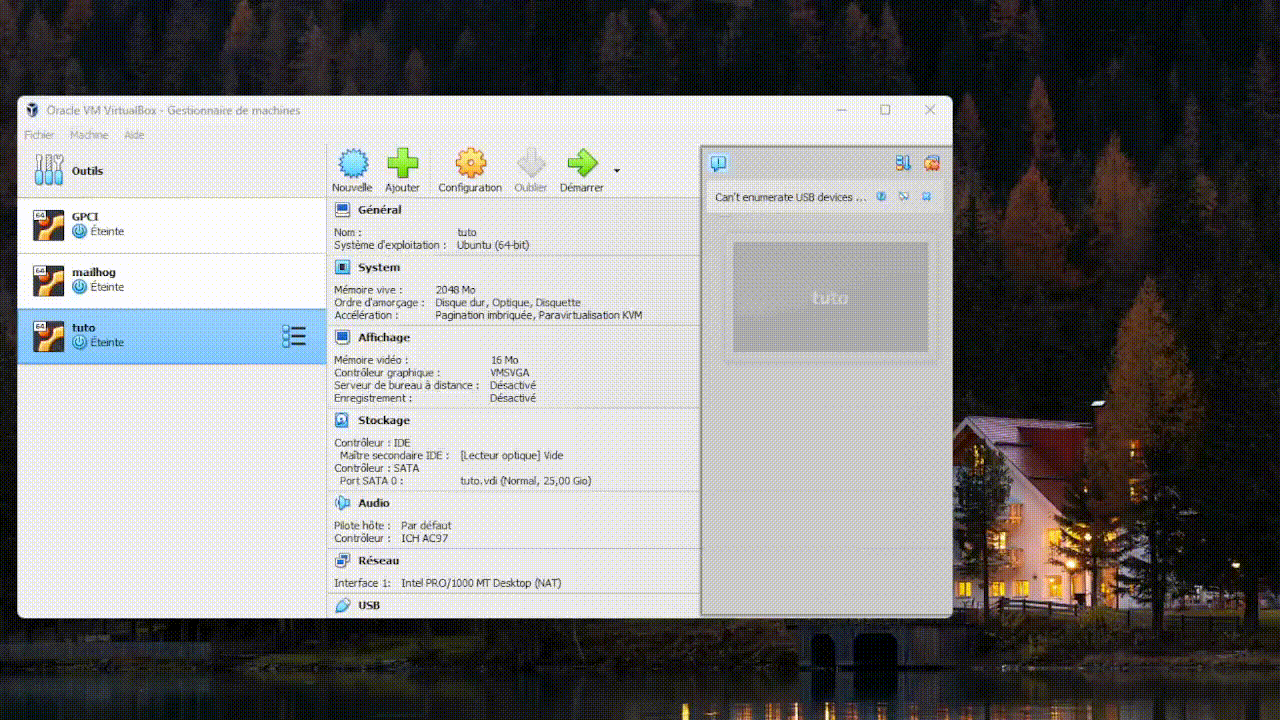 Oracle VM VirtualBox - Gestionnaire de machines
Fichier Machine Aide
Outils
GPCI
64
Éteinte
mailhog
64
Éteinte
tuto
64
Éteinte
Nouvelle Ajouter Configuration Oublier Démarrer
Général
Nom : tuto
Système d'exploitation : Ubuntu (64-bit)
System
Mémoire vive : 2048 Mo
Ordre d'amorçage : Disque dur, Optique, Disquette
Accélération : Pagination imbriquée, Paravirtualisation KVM
Affichage
Mémoire vidéo : 16 Mo
Contrôleur graphique : VMSVGA
Serveur de bureau à distance : Désactivé
Enregistrement : Désactivé
Stockage
Contrôleur : IDE
Maître secondaire IDE : [Lecteur optique] Vide
Contrôleur : SATA
Port SATA 0 : tuto.vdi (Normal, 25,00 Gio)
Audio
Pilote hôte : Par défaut
Contrôleur : ICH AC97
Réseau
Interface 1: Intel PRO/1000 MT Desktop (NAT)
USB
Can't enumerate USB devices ...
tuto